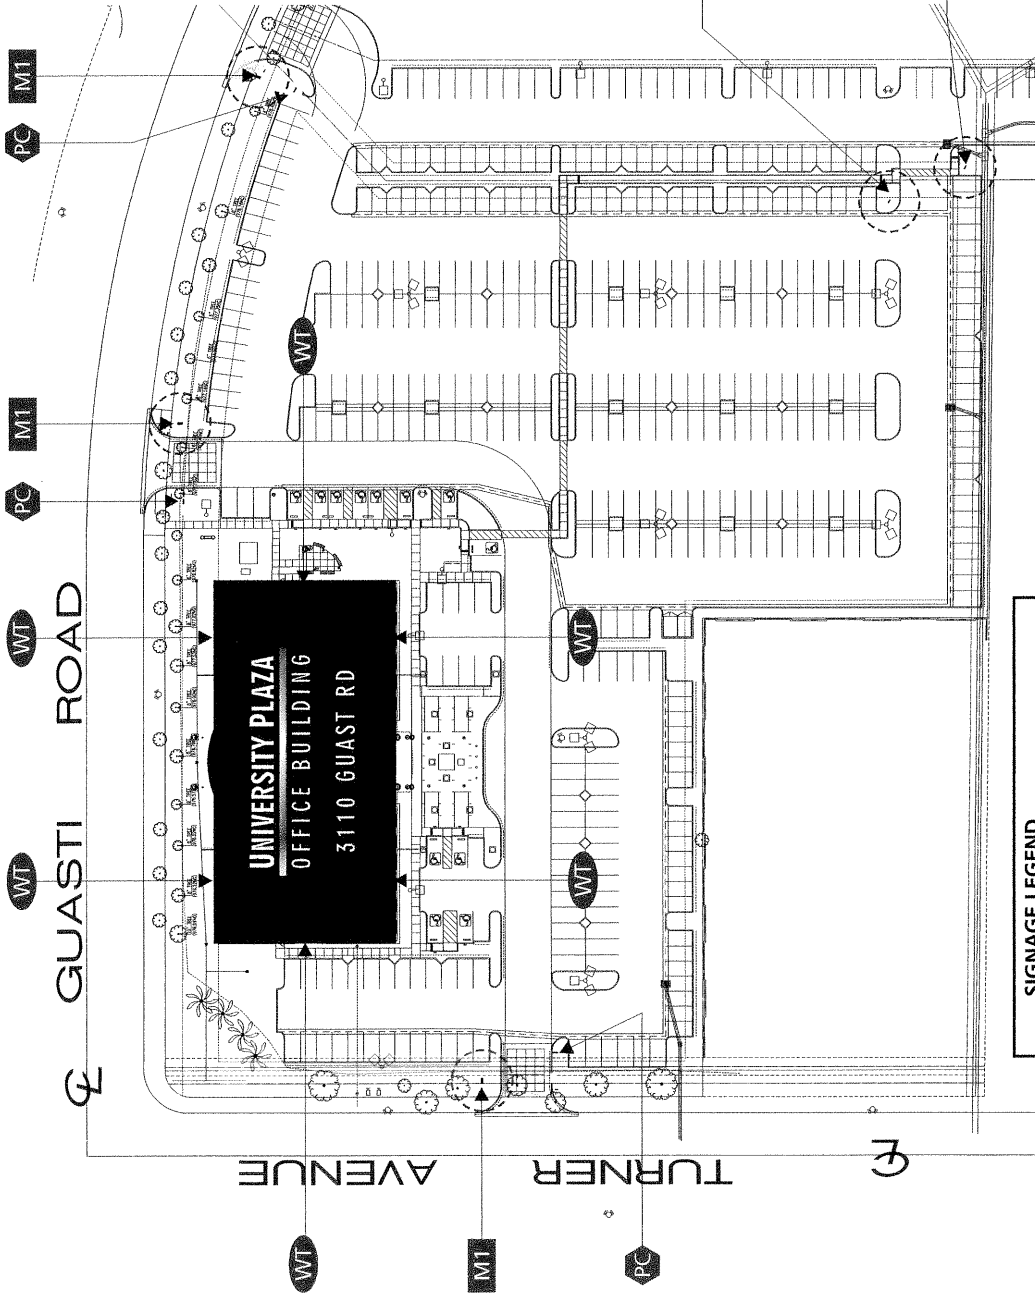 M1
PC
M1
PC
WT
WT
GUASTI ROAD
UNIVERSITY PLAZA
OFFICE BUILDING
3110 GUAST RD
WT
WT
WT
TURNER AVENUE
WT
M1
PC
SIGNAGE LEGEND